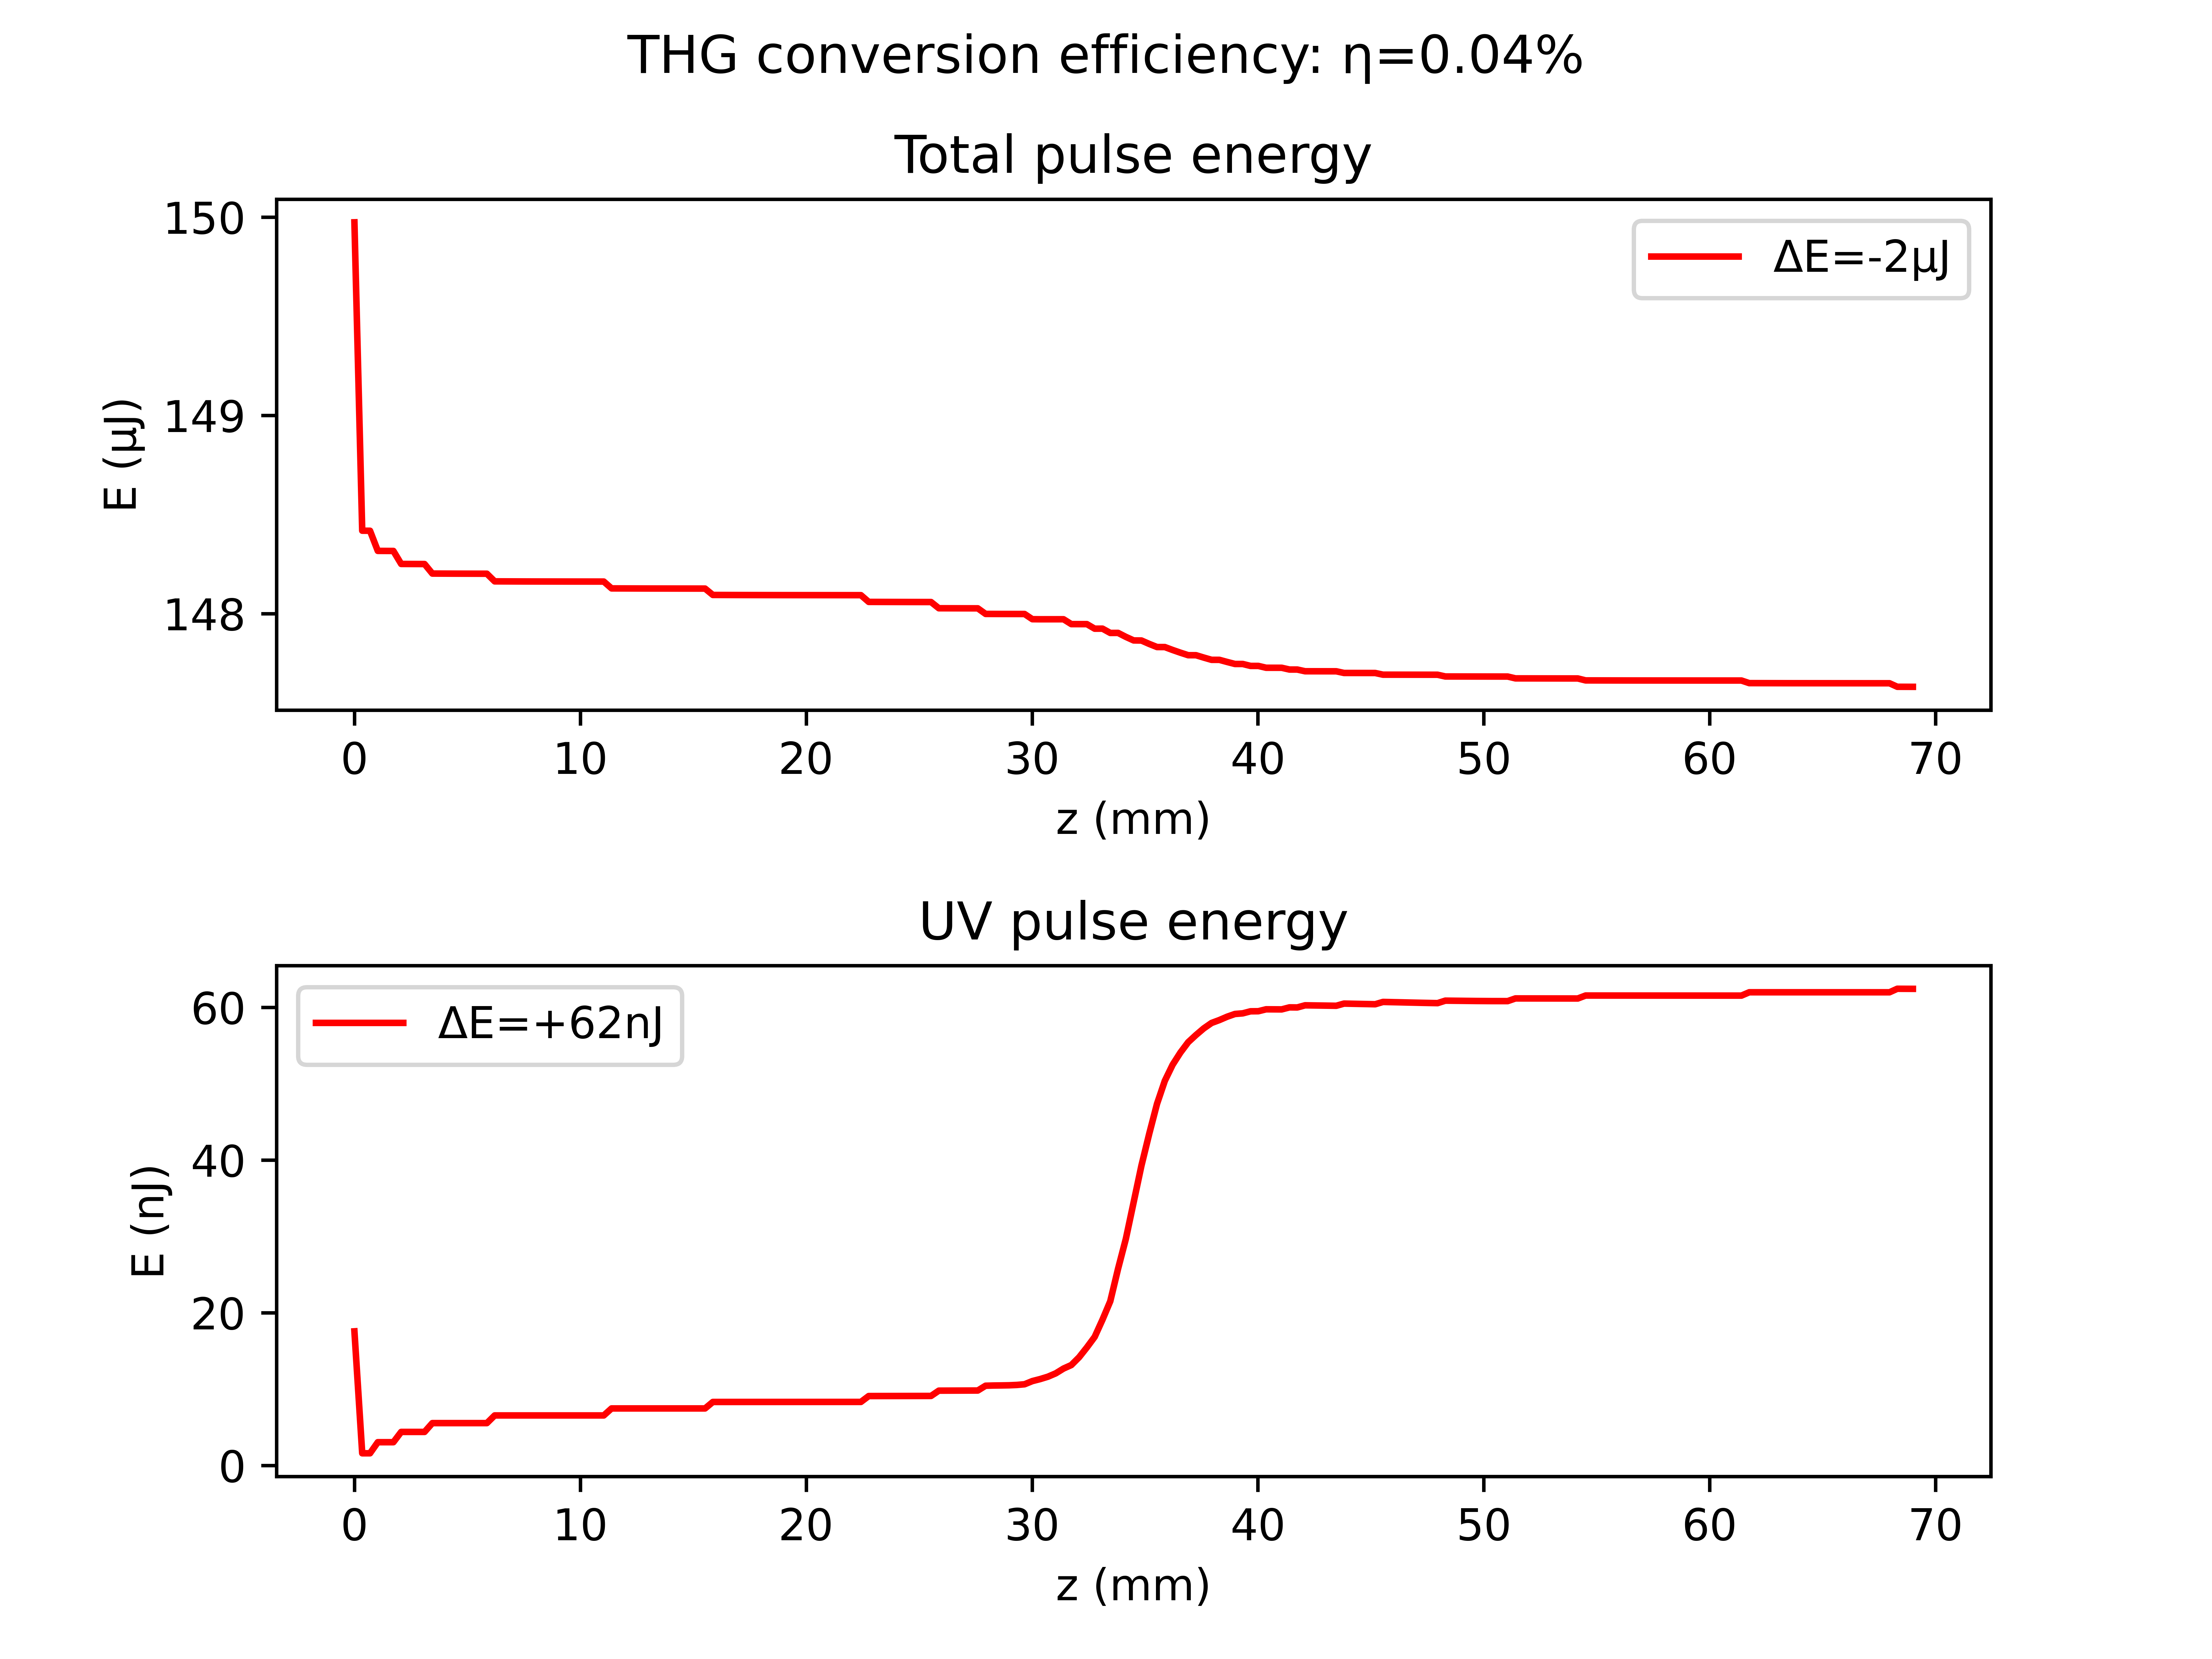 THG conversion efficiency: η=0.04%
Total pulse energy
150
149
148
E (μJ)
ΔE=-2μJ
0 10 20 30 40 50 60 70
z (mm)
UV pulse energy
60
40
20
0
E (nJ)
ΔE=+62nJ
0 10 20 30 40 50 60 70
z (mm)